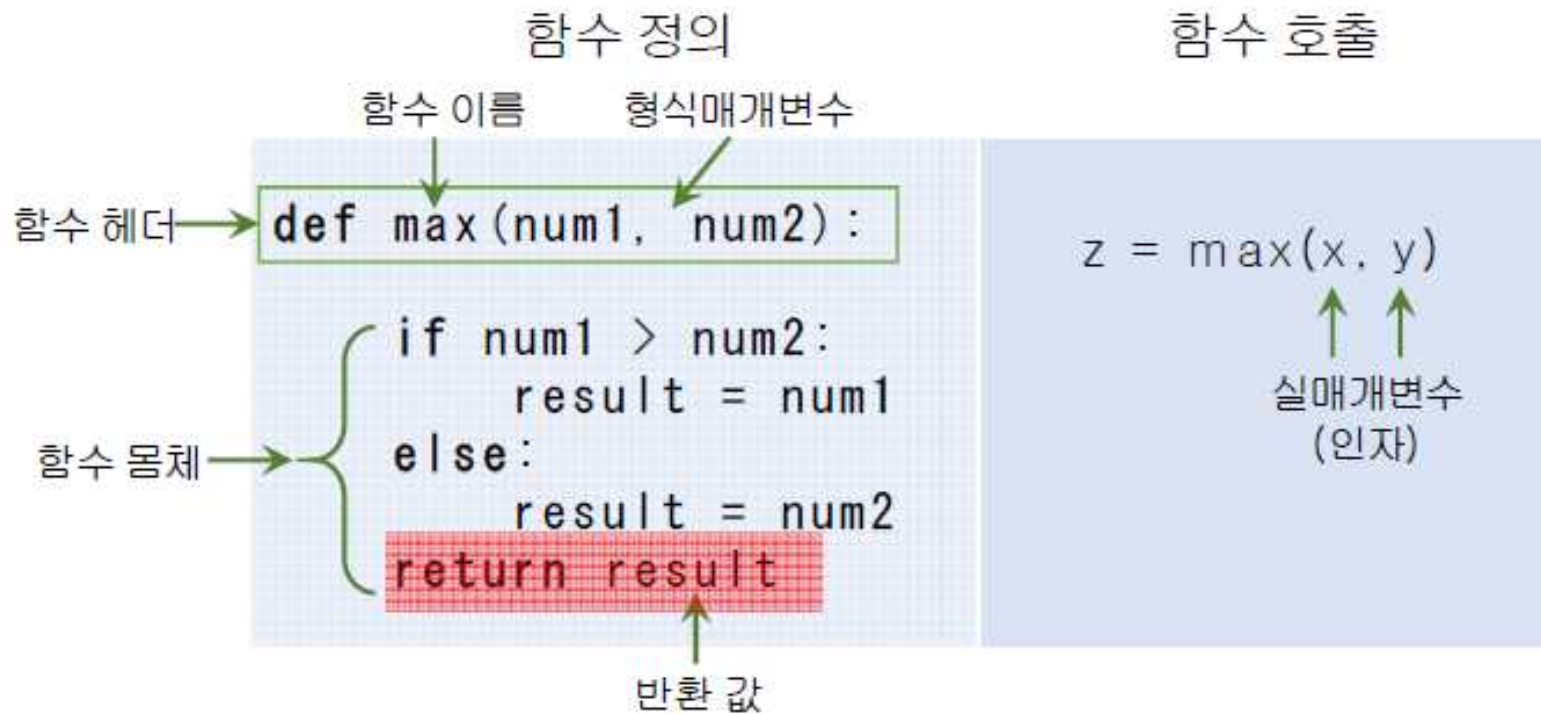 함수 정의
함수 호출
함수 이름
형식매개변수
함수 헤더
def max(num1, num2):
z = max(x, y)
if num1 > num2:
result = num1
실매개변수
(인자)
함수 몸체
else:
result = num2
return result
반환 값